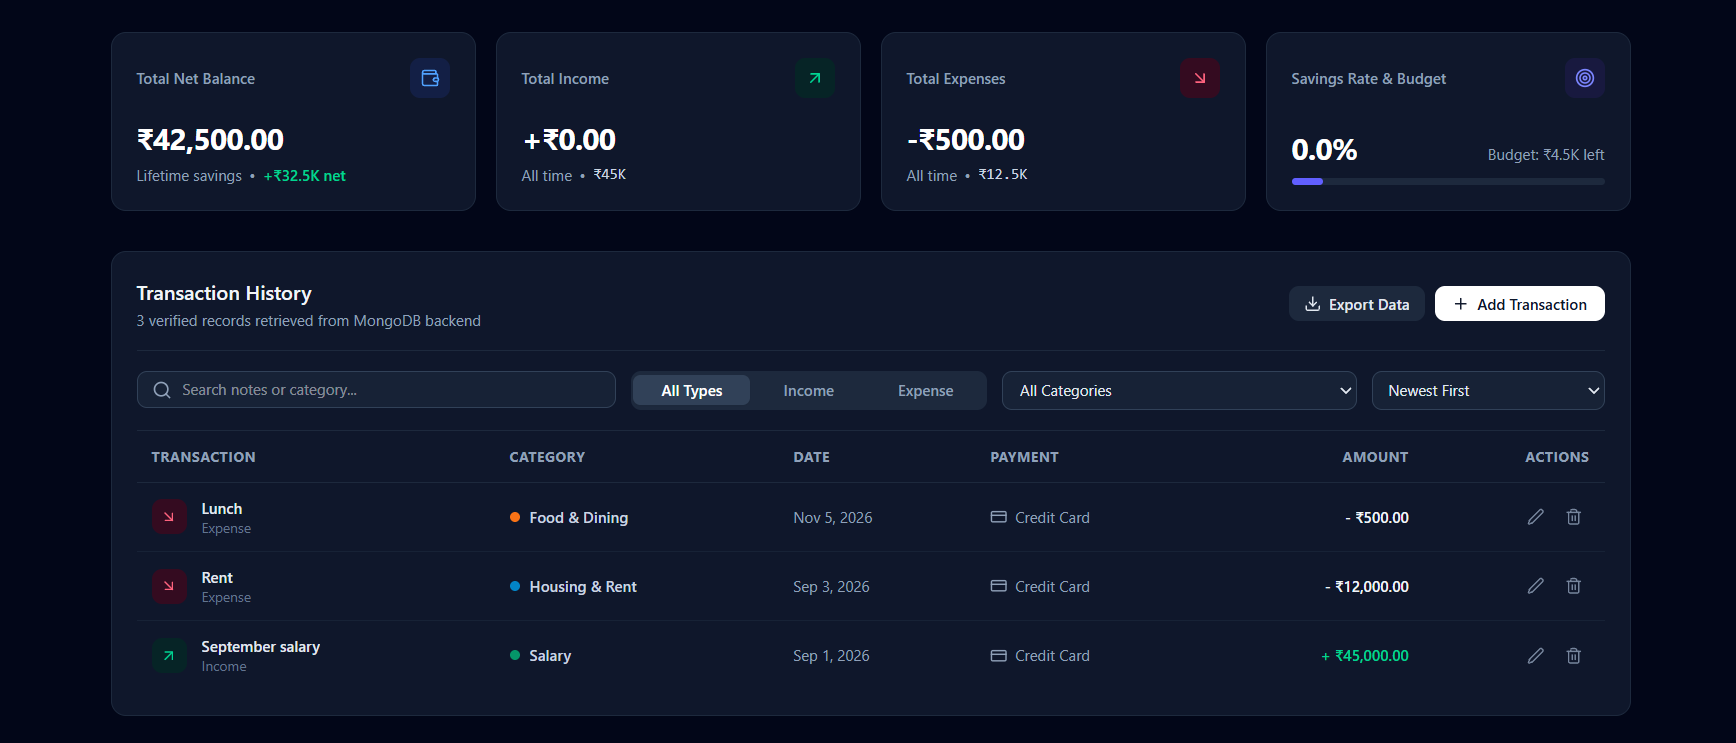 Total Net Balance
₹42,500.00
Lifetime savings • +₹32.5K net
Total Income
+₹0.00
All time • ₹45K
Total Expenses
-₹500.00
All time • ₹12.5K
Savings Rate & Budget
0.0%
Budget: ₹4.5K left
Transaction History
3 verified records retrieved from MongoDB backend
Export Data
Add Transaction
Search notes or category...
All Types Income Expense
All Categories
Newest First
TRANSACTION CATEGORY DATE PAYMENT AMOUNT ACTIONS
Lunch
Expense
Food & Dining
Nov 5, 2026
Credit Card
- ₹500.00
Rent
Expense
Housing & Rent
Sep 3, 2026
Credit Card
- ₹12,000.00
September salary
Income
Salary
Sep 1, 2026
Credit Card
+ ₹45,000.00